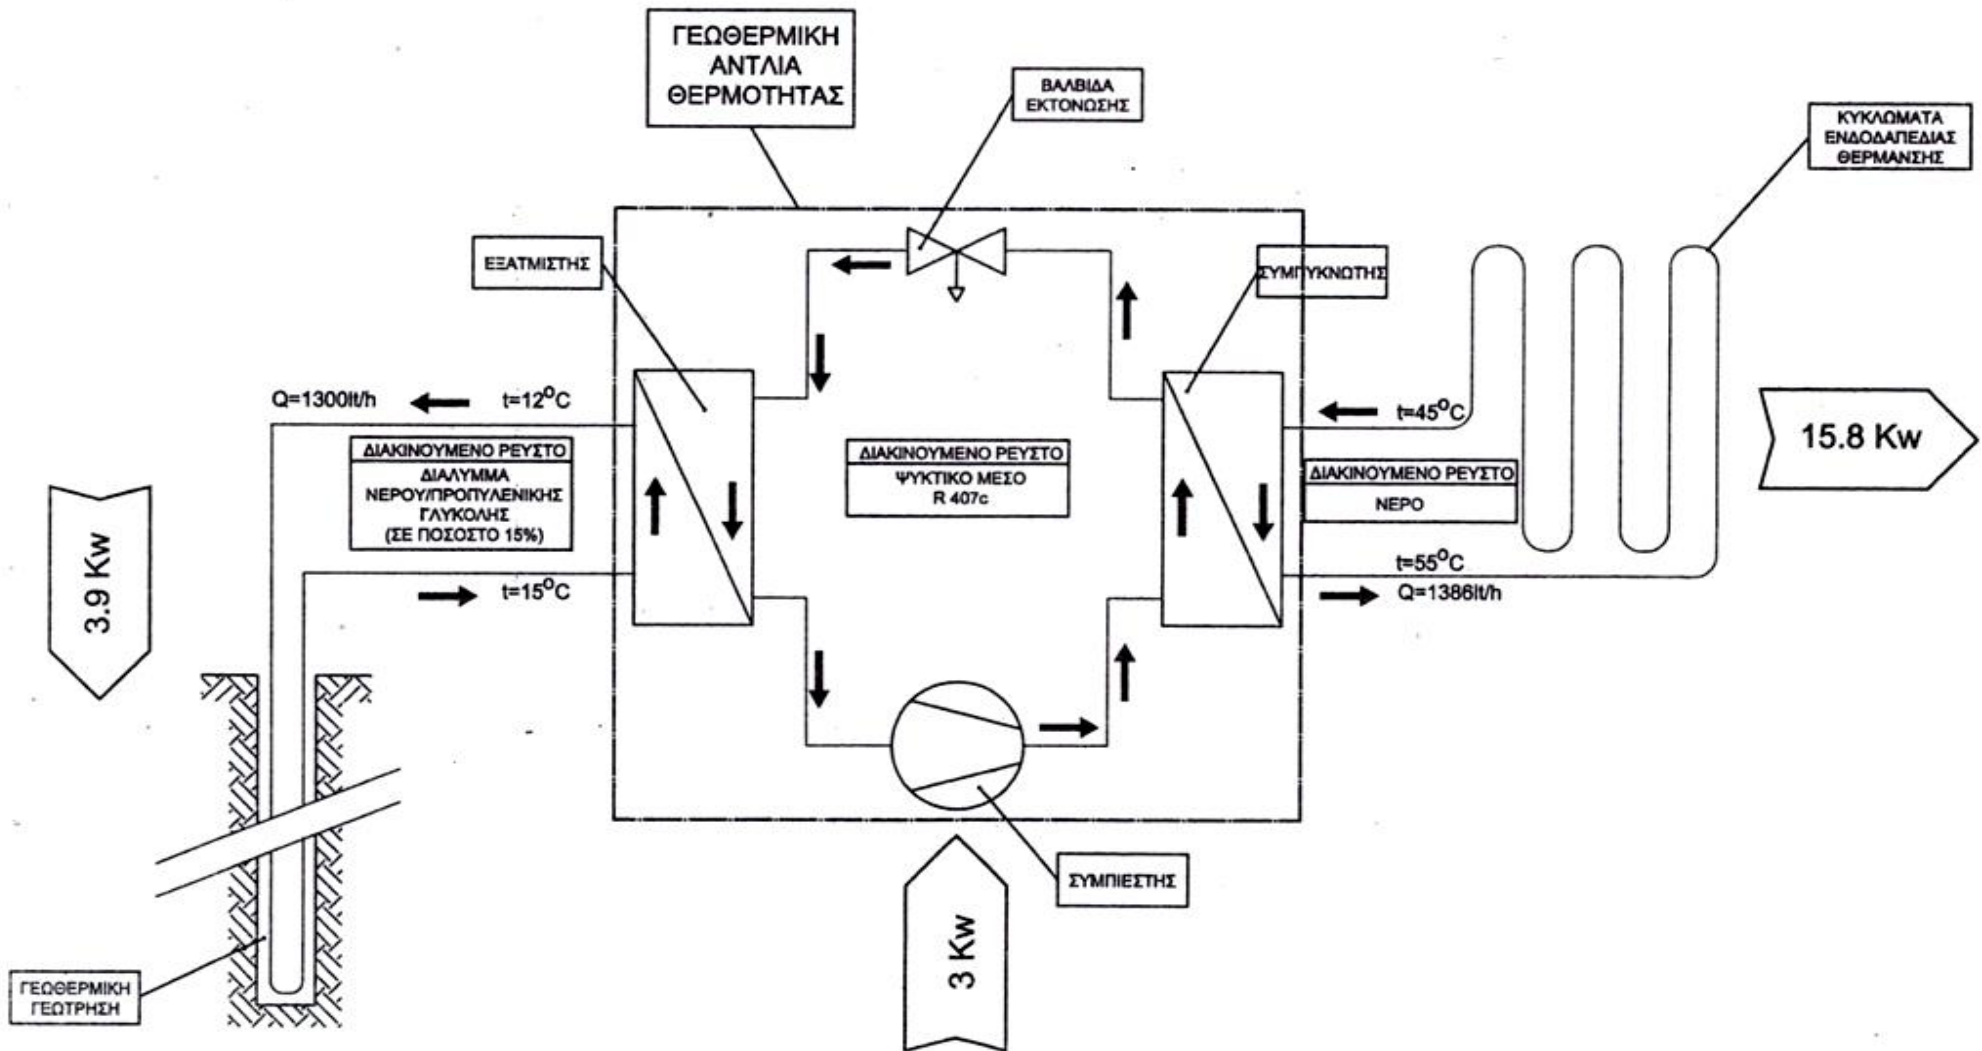 ΓΕΩΘΕΡΜΙΚΗ
ΑΝΤΛΙΑ
ΘΕΡΜΟΤΗΤΑΣ
ΒΑΛΒΙΔΑ
ΕΚΤΟΝΩΣΗΣ
ΚΥΚΛΩΜΑΤΑ
ΕΝΔΟΔΑΠΕΔΙΑΣ
ΘΕΡΜΑΝΣΗΣ
ΕΞΑΤΜΙΣΤΗΣ
ΣΥΜΠΥΚΝΩΤΗΣ
Q=1300lt/h
t=12°C
t=45°C
15.8 Kw
ΔΙΑΚΙΝΟΥΜΕΝΟ ΡΕΥΣΤΟ
ΔΙΑΛΥΜΜΑ
ΝΕΡΟΥ/ΠΡΟΠΥΛΕΝΙΚΗΣ
ΓΛΥΚΟΛΗΣ
(ΣΕ ΠΟΣΟΣΤΟ 15%)
ΔΙΑΚΙΝΟΥΜΕΝΟ ΡΕΥΣΤΟ
ΨΥΚΤΙΚΟ ΜΕΣΟ
R 407c
ΔΙΑΚΙΝΟΥΜΕΝΟ ΡΕΥΣΤΟ
ΝΕΡΟ
3.9 Kw
t=15°C
t=55°C
Q=1386lt/h
ΣΥΜΠΙΕΣΤΗΣ
3 Kw
ΓΕΩΘΕΡΜΙΚΗ
ΓΕΩΤΡΗΣΗ